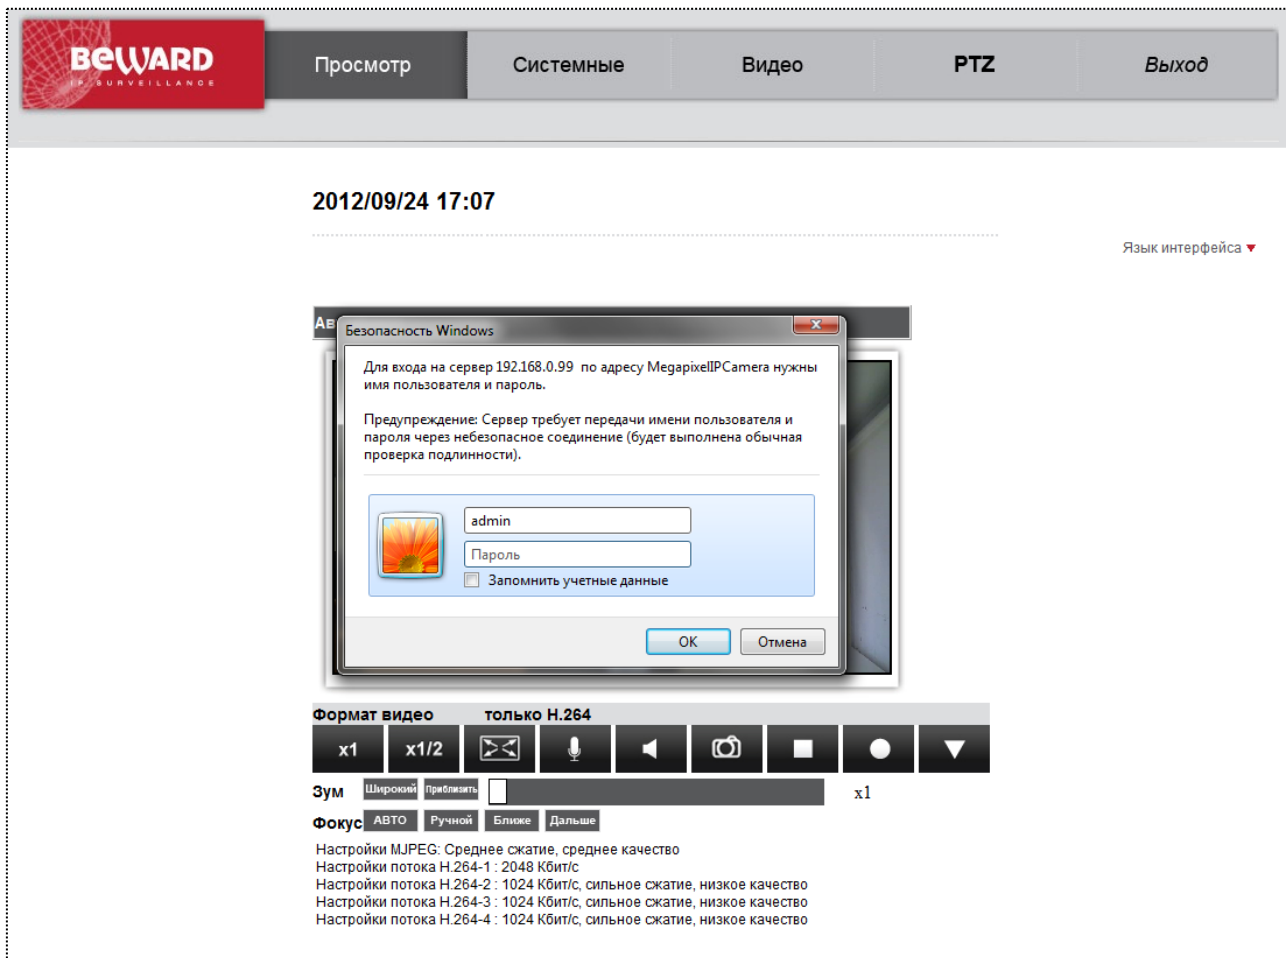 BEWARD
IP SURVEILLANCE
Просмотр
Системные
Видео
PTZ
Выход
2012/09/24 17:07
Язык интерфейса
Ав
Безопасность Windows
Для входа на сервер 192.168.0.99 по адресу MegapixelIPCamera нужны
имя пользователя и пароль.
Предупреждение: Сервер требует передачи имени пользователя и
пароля через небезопасное соединение (будет выполнена обычная
проверка подлинности).
admin
Пароль
Запомнить учетные данные
OK
Отмена
Формат видео только H.264
x1
x1/2
Зум Широкий Приблизить x1
Фокус АВТО Ручной Ближе Дальше
Настройки MJPEG: Среднее сжатие, среднее качество
Настройки потока H.264-1 : 2048 Кбит/с
Настройки потока H.264-2 : 1024 Кбит/с, сильное сжатие, низкое качество
Настройки потока H.264-3 : 1024 Кбит/с, сильное сжатие, низкое качество
Настройки потока H.264-4 : 1024 Кбит/с, сильное сжатие, низкое качество